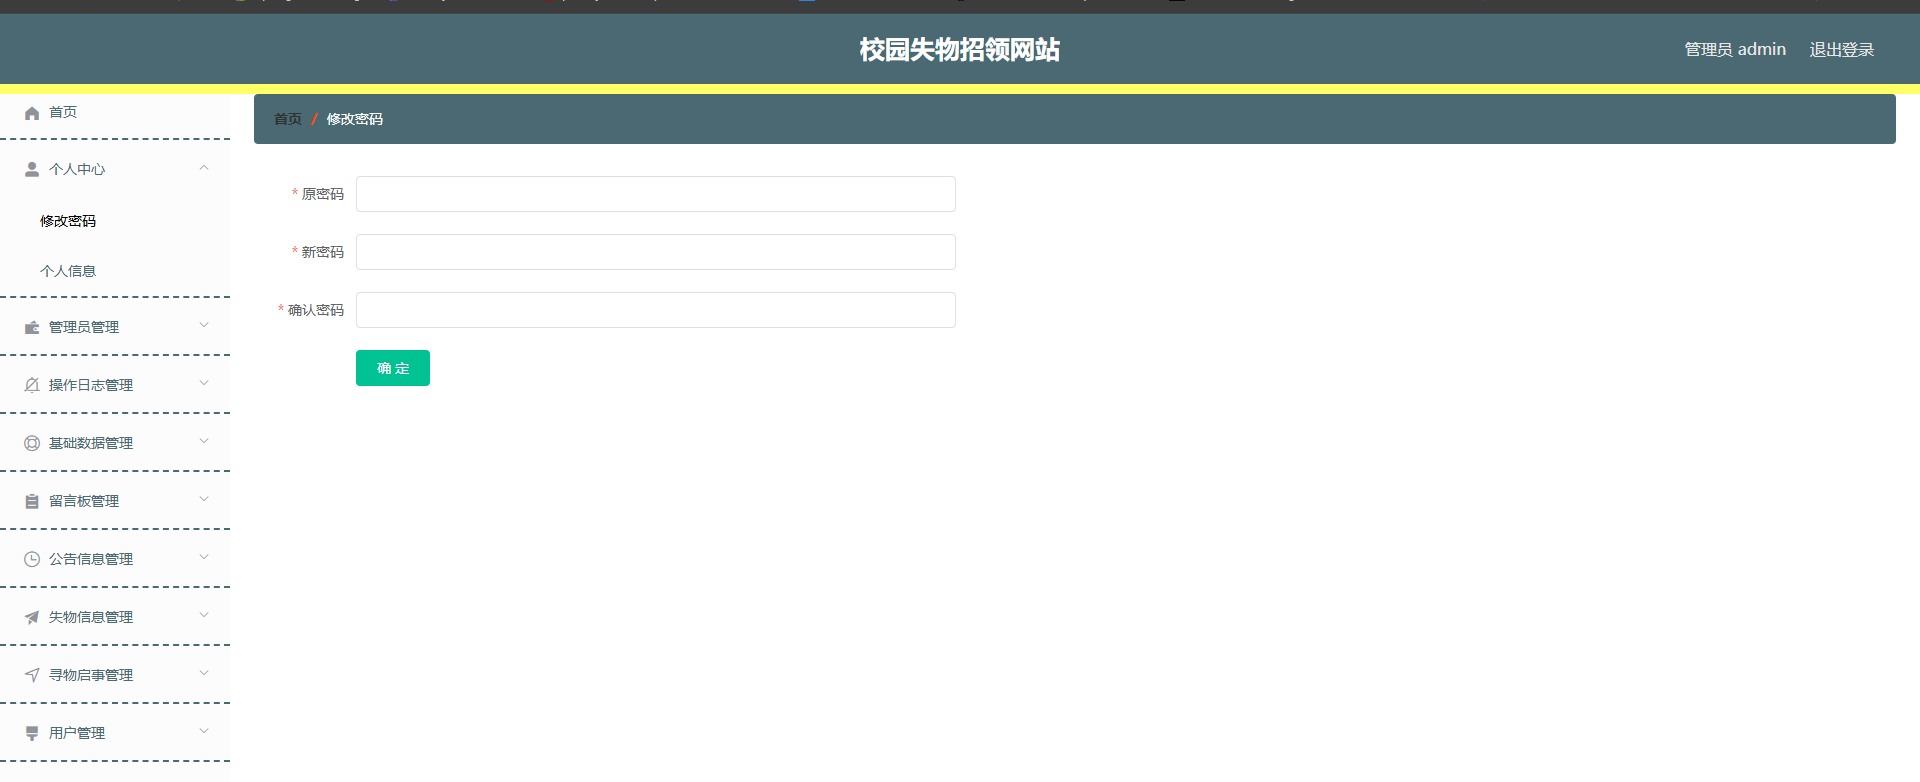 校园失物招领网站
管理员 admin 退出登录
首页
个人中心
修改密码
个人信息
管理员管理
操作日志管理
基础数据管理
留言板管理
公告信息管理
失物信息管理
寻物启事管理
用户管理
首页 / 修改密码
* 原密码
* 新密码
* 确认密码
确 定